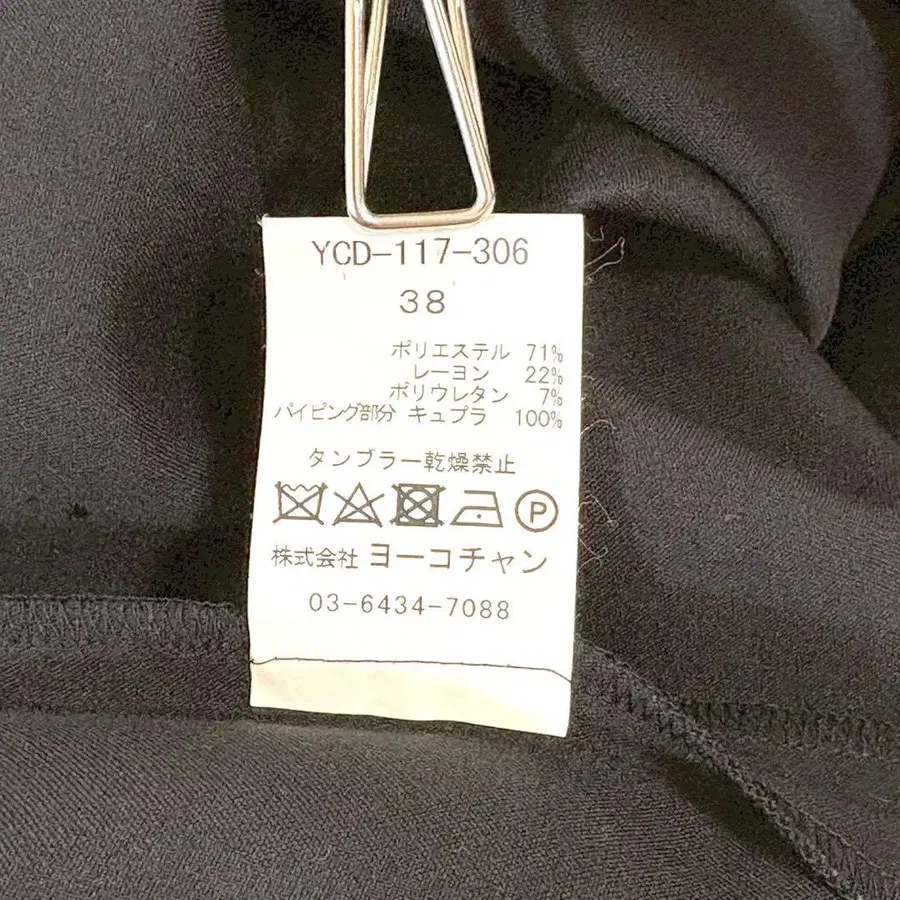 YCD-117-306
38
ポリエステル 71%
レーヨン 22%
ポリウレタン 7%
パイピング部分 キュプラ 100%
タンブラー乾燥禁止
P
株式会社 ヨーコチャン
03-6434-7088